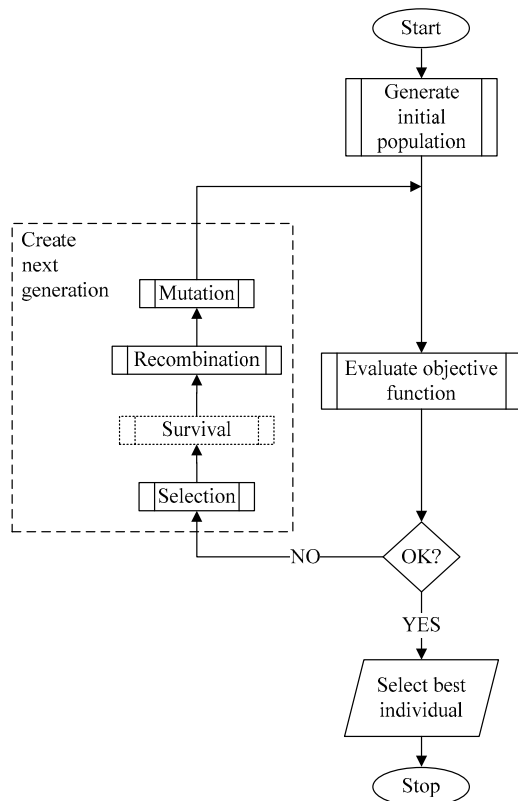 Start
Generate
initial
population
Create
next
generation
Mutation
Recombination
Evaluate objective
function
Survival
Selection
NO
OK?
YES
Select best
individual
Stop